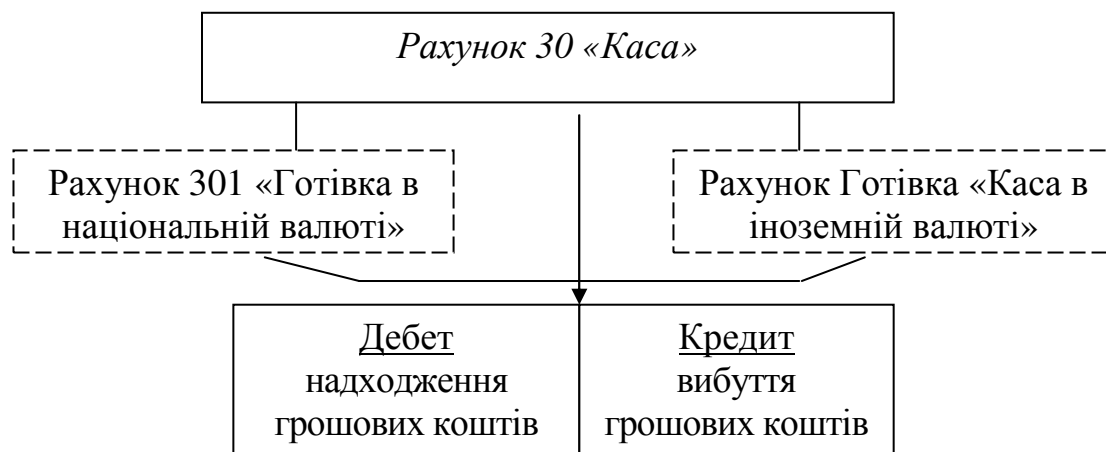 Рахунок 30 «Каса»
Рахунок 301 «Готівка в
національній валюті»
Рахунок Готівка «Каса в
іноземній валюті»
Дебет
надходження
грошових коштів
Кредит
вибуття
грошових коштів